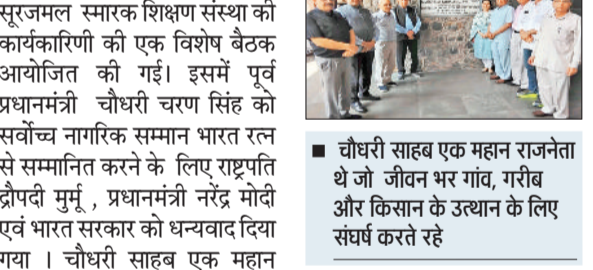 सूरजमल स्मारक शिक्षण संस्था की
कार्यकारिणी की एक विशेष बैठक
आयोजित की गई। इसमें पूर्व
प्रधानमंत्री चौधरी चरण सिंह को
सर्वोच्च नागरिक सम्मान भारत रत्न
से सम्मानित करने के लिए राष्ट्रपति
द्रौपदी मुर्मू , प्रधानमंत्री नरेंद्र मोदी
एवं भारत सरकार को धन्यवाद दिया
गया । चौधरी साहब एक महान
■ चौधरी साहब एक महान राजनेता
थे जो जीवन भर गांव, गरीब
और किसान के उत्थान के लिए
संघर्ष करते रहे